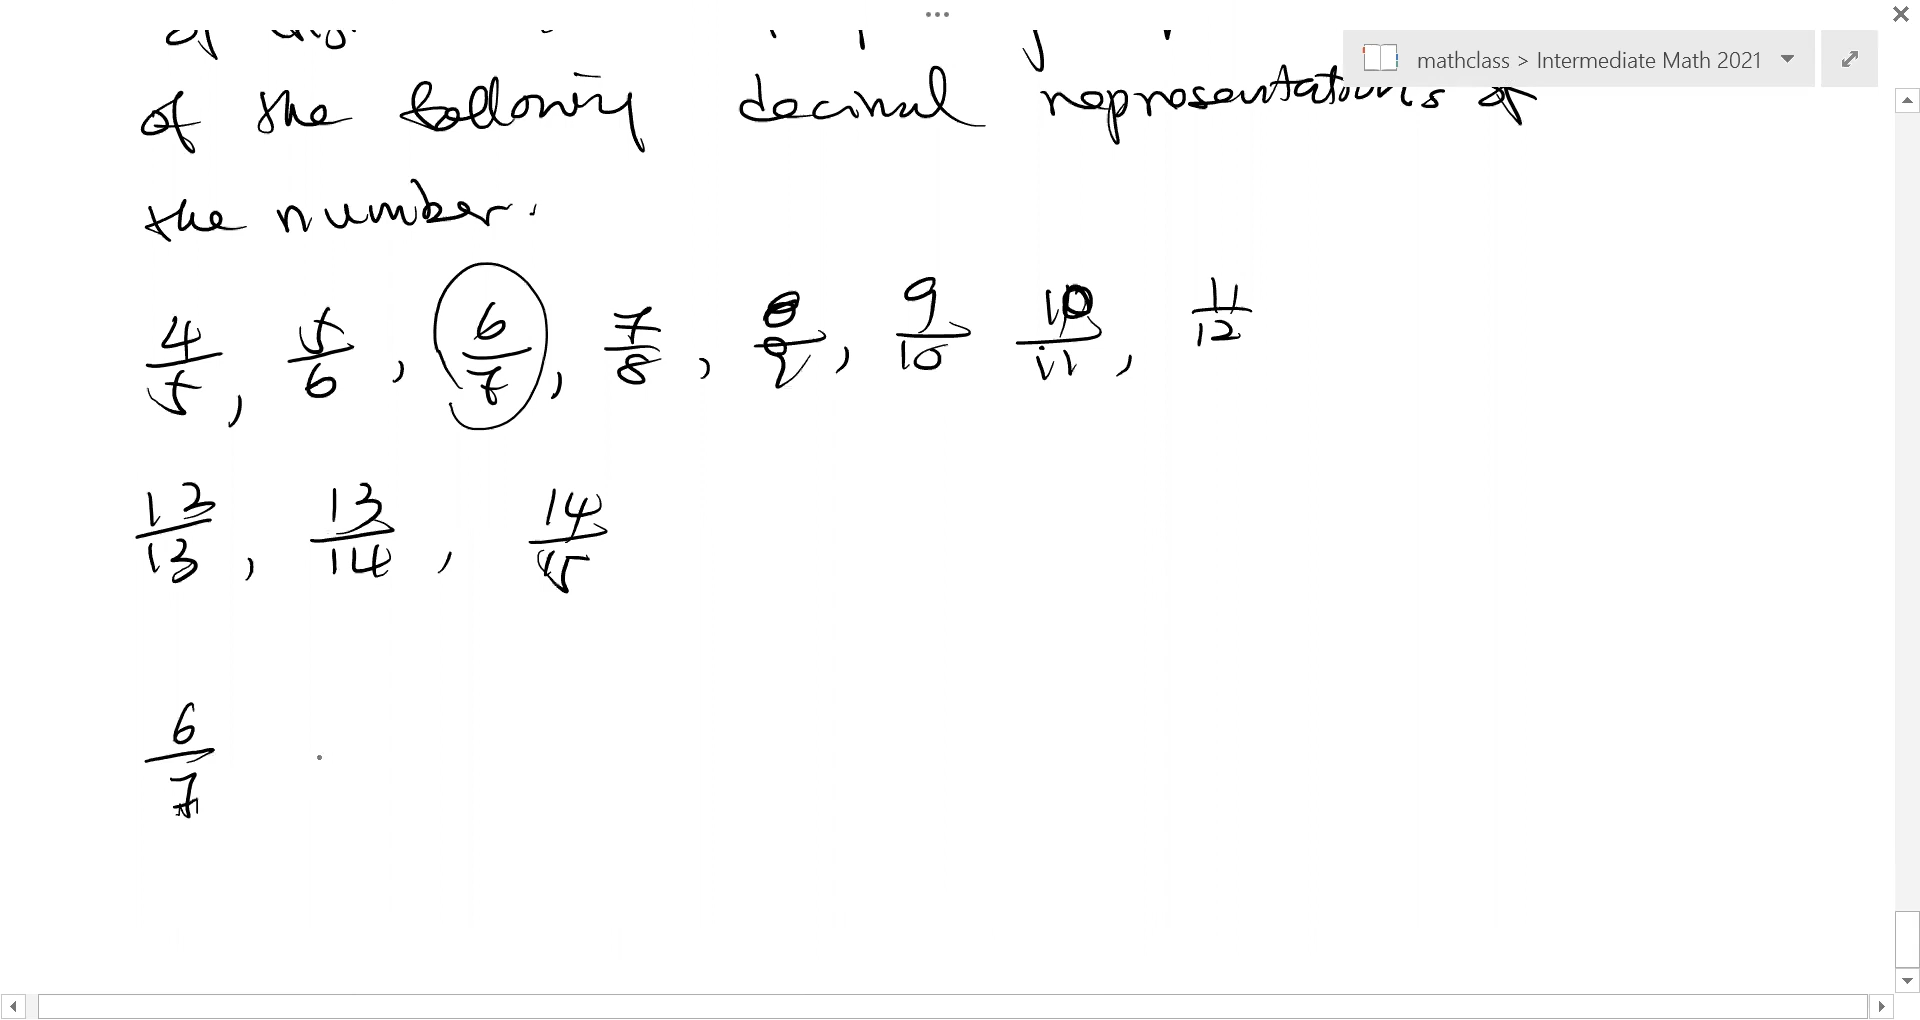 mathclass > Intermediate Math 2021
of the following decimal representations of
the number.
4/5, 5/6, 6/7, 7/8, 8/9, 9/10 10/11, 11/12
12/13, 13/14, 14/15
6/7